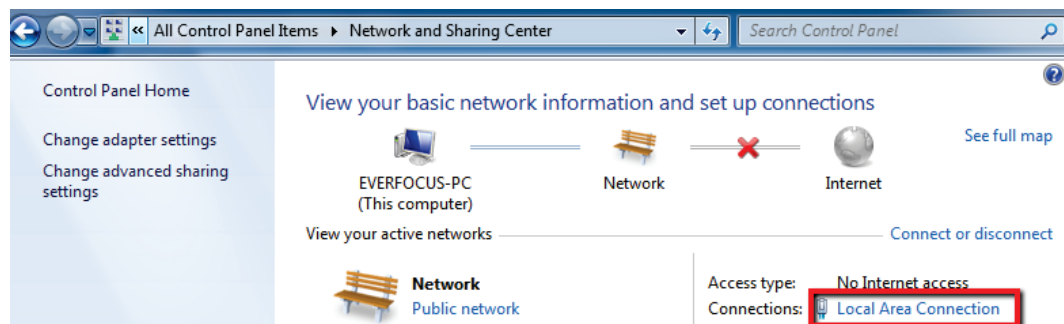 « All Control Panel Items ▸ Network and Sharing Center
Search Control Panel
Control Panel Home
Change adapter settings
Change advanced sharing
settings
View your basic network information and set up connections
See full map
EVERFOCUS-PC
(This computer)
Network
Internet
View your active networks
Connect or disconnect
Network
Public network
Access type: No Internet access
Connections: Local Area Connection